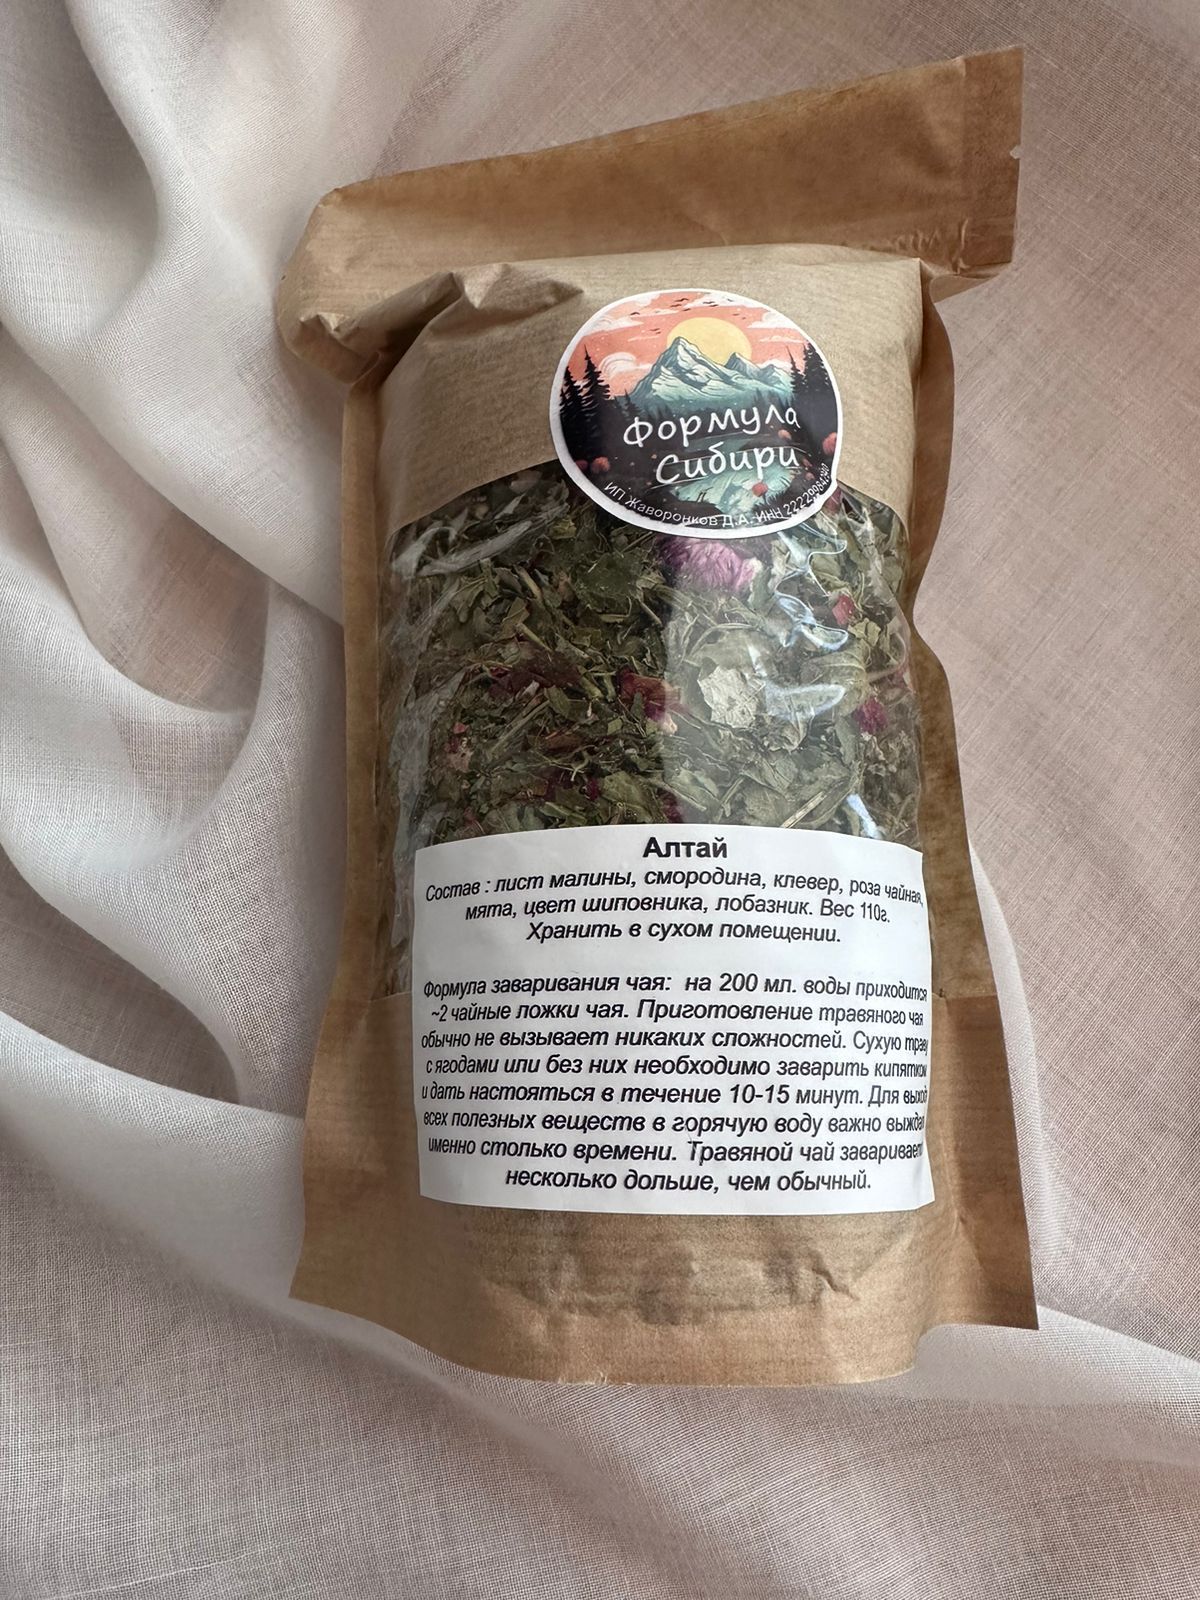 Формула
Сибири
ИП Жаворонков Д.А. ИНН
Алтай
Состав : лист малины, смородина, клевер, роза чайная,
мята, цвет шиповника, лобазник. Вес 110г.
Хранить в сухом помещении.
Формула заваривания чая: на 200 мл. воды приходится
~2 чайные ложки чая. Приготовление травяного чая
обычно не вызывает никаких сложностей. Сухую траву
с ягодами или без них необходимо заварить кипятком
и дать настояться в течение 10-15 минут. Для выхода
всех полезных веществ в горячую воду важно выждать
именно столько времени. Травяной чай заваривает
несколько дольше, чем обычный.